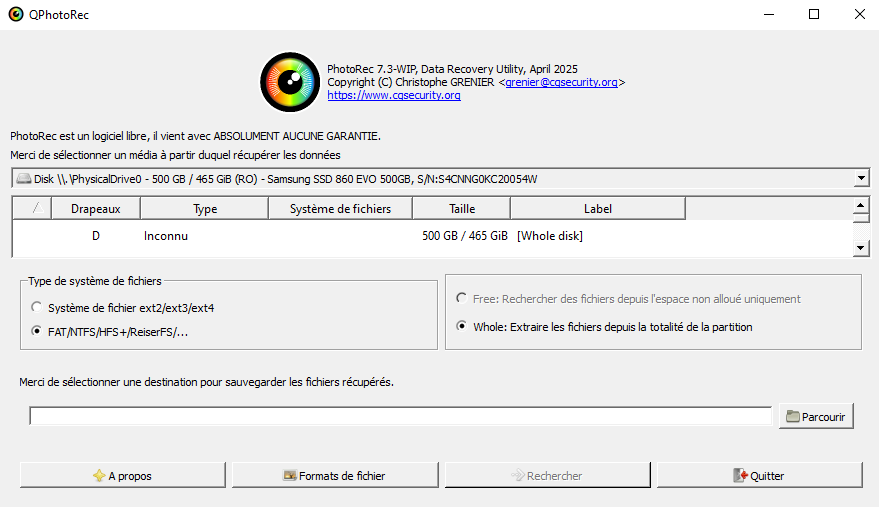 QPhotoRec
PhotoRec 7.3-WIP, Data Recovery Utility, April 2025
Copyright (C) Christophe GRENIER <grenier@cgsecurity.org>
https://www.cgsecurity.org
PhotoRec est un logiciel libre, il vient avec ABSOLUMENT AUCUNE GARANTIE.
Merci de sélectionner un média à partir duquel récupérer les données
Disk \\.\PhysicalDrive0 - 500 GB / 465 GiB (RO) - Samsung SSD 860 EVO 500GB, S/N:S4CNNG0KC20054W
Drapeaux Type Système de fichiers Taille Label
D Inconnu 500 GB / 465 GiB [Whole disk]
Type de système de fichiers
Système de fichier ext2/ext3/ext4
FAT/NTFS/HFS+/ReiserFS/...
Free: Rechercher des fichiers depuis l'espace non alloué uniquement
Whole: Extraire les fichiers depuis la totalité de la partition
Merci de sélectionner une destination pour sauvegarder les fichiers récupérés.
Parcourir
A propos Formats de fichier Rechercher Quitter